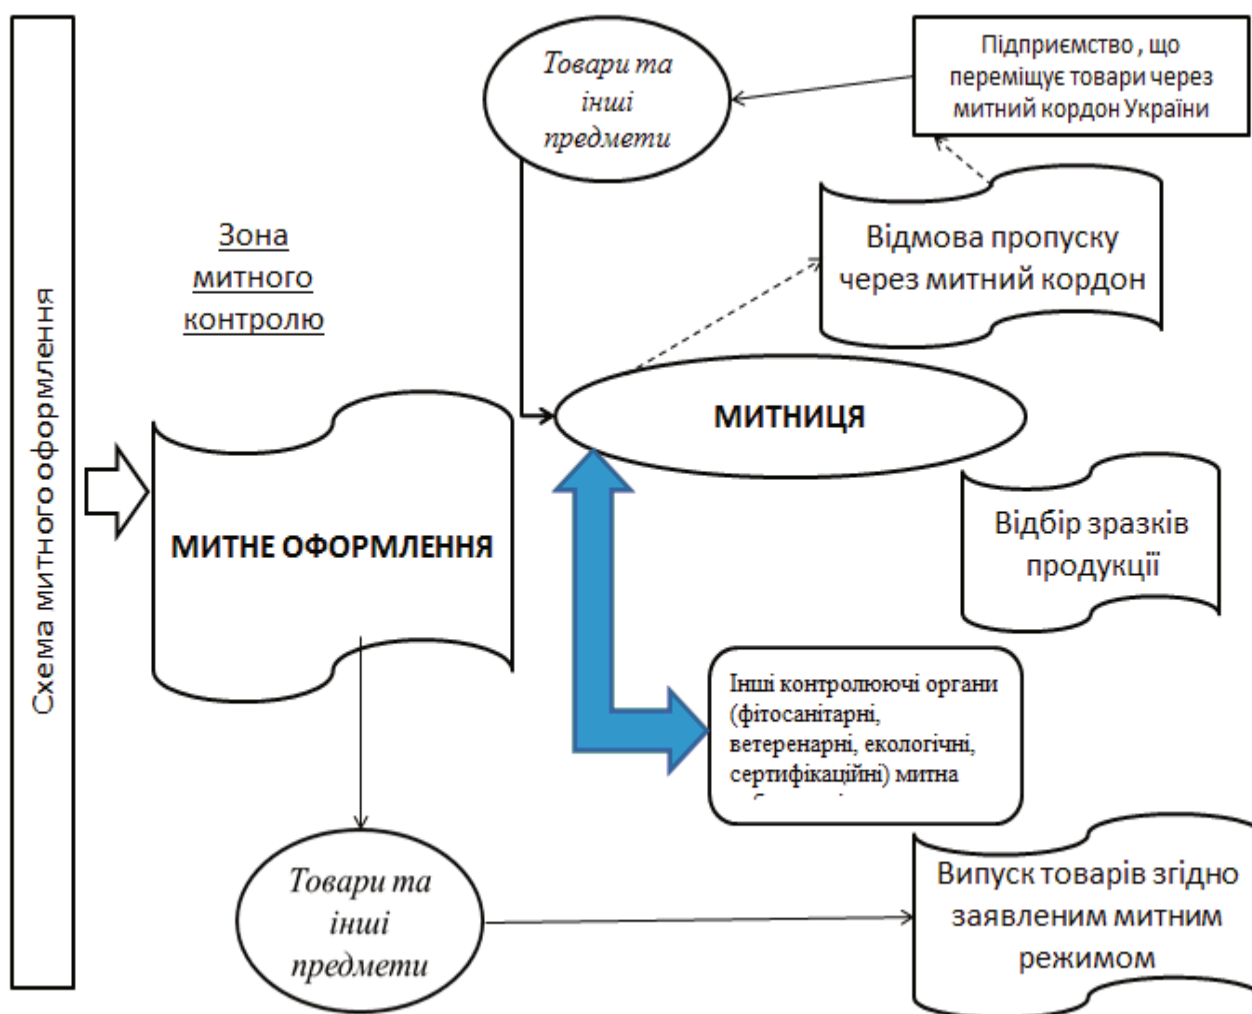 Схема митного оформлення
Товари та
інші
предмети
Підприємство , що
переміщує товари через
митний кордон України
Зона
митного
контролю
Відмова пропуску
через митний кордон
МИТНИЦЯ
МИТНЕ ОФОРМЛЕННЯ
Відбір зразків
продукції
Інші контролюючі органи
(фітосанітарні,
ветеренарні, екологічні,
сертифікаційні) митна
Товари та
інші
предмети
Випуск товарів згідно
заявленим митним
режимом